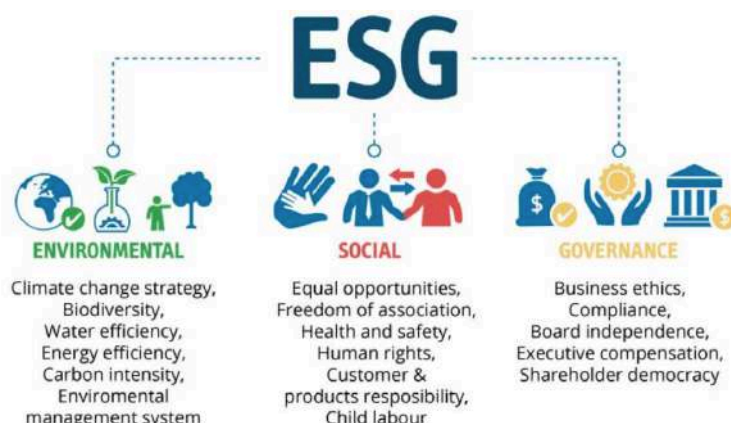 ESG
ENVIRONMENTAL
Climate change strategy,
Biodiversity,
Water efficiency,
Energy efficiency,
Carbon intensity,
Enviromental
management system
SOCIAL
Equal opportunities,
Freedom of association,
Health and safety,
Human rights,
Customer &
products resposibility,
Child labour
GOVERNANCE
Business ethics,
Compliance,
Board independence,
Executive compensation,
Shareholder democracy